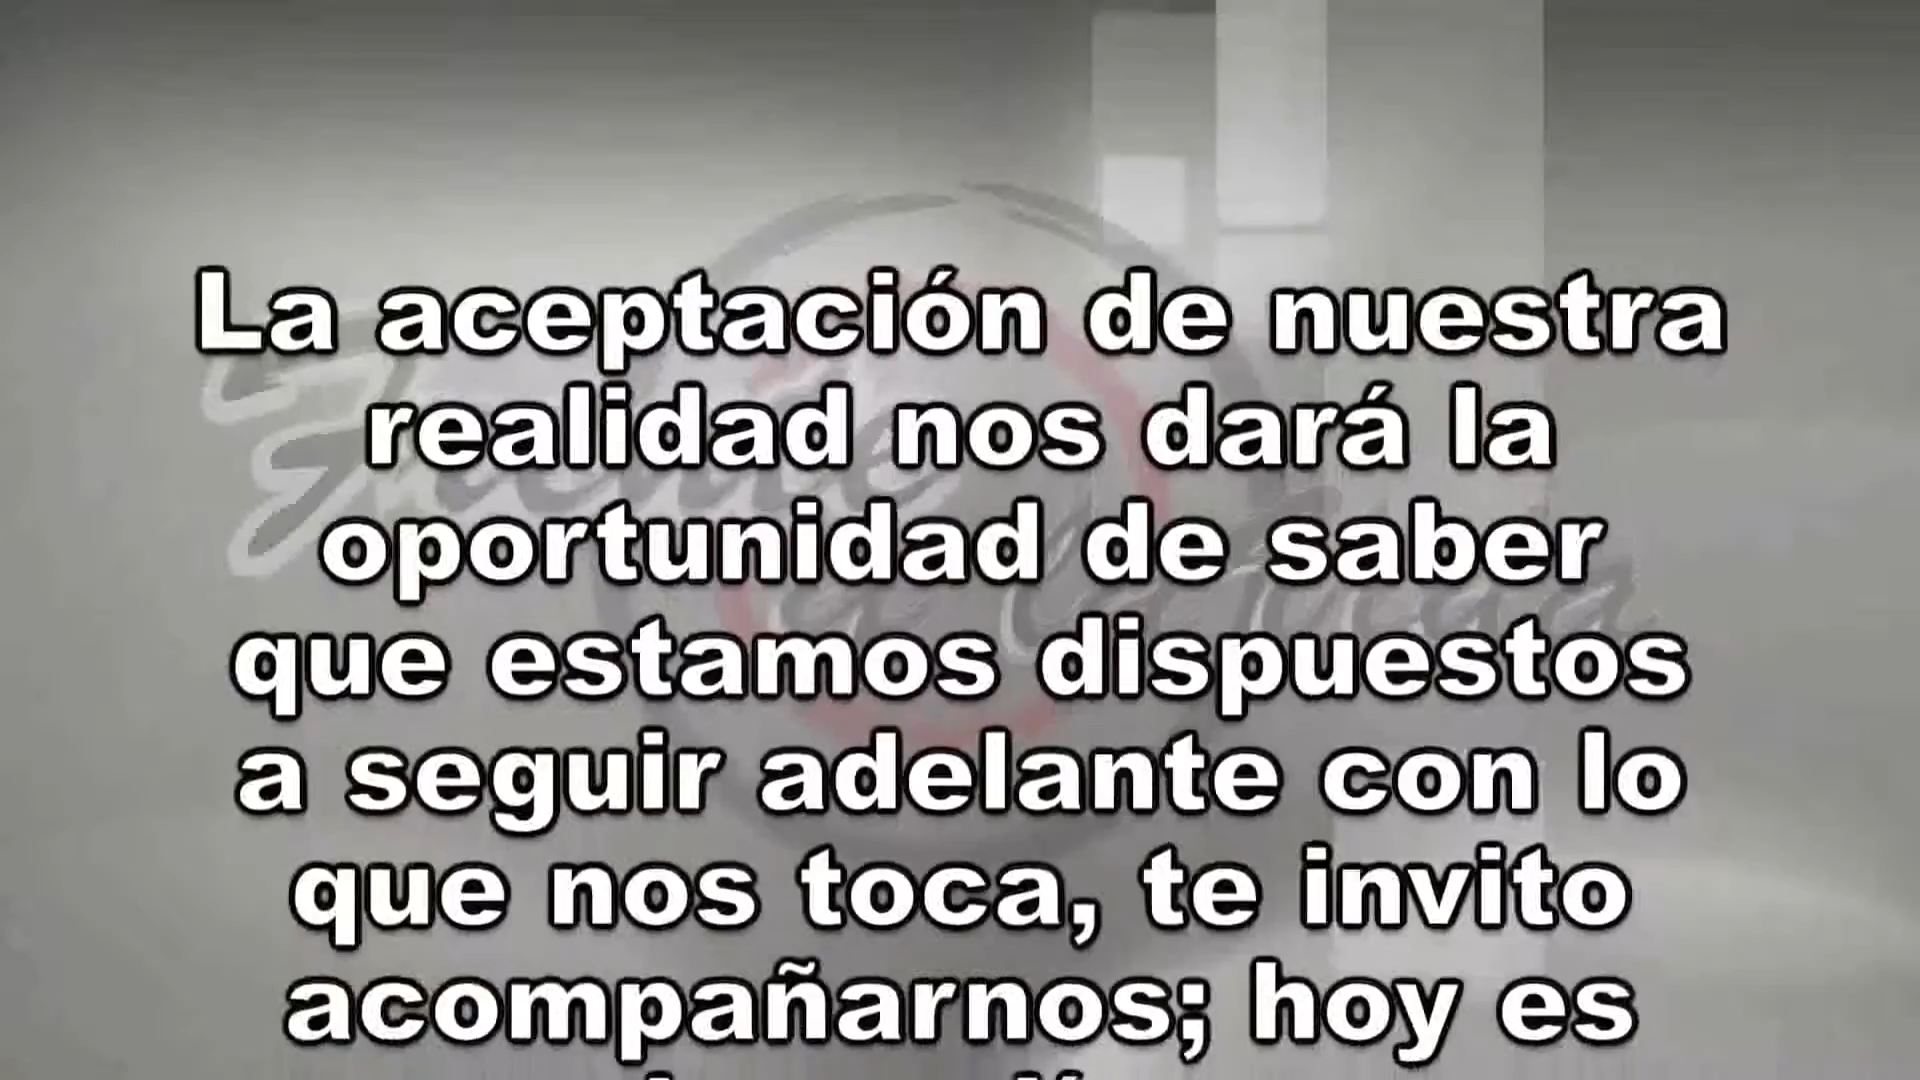 La aceptación de nuestra
realidad nos dará la
oportunidad de saber
que estamos dispuestos
a seguir adelante con lo
que nos toca, te invito
acompañarnos; hoy es